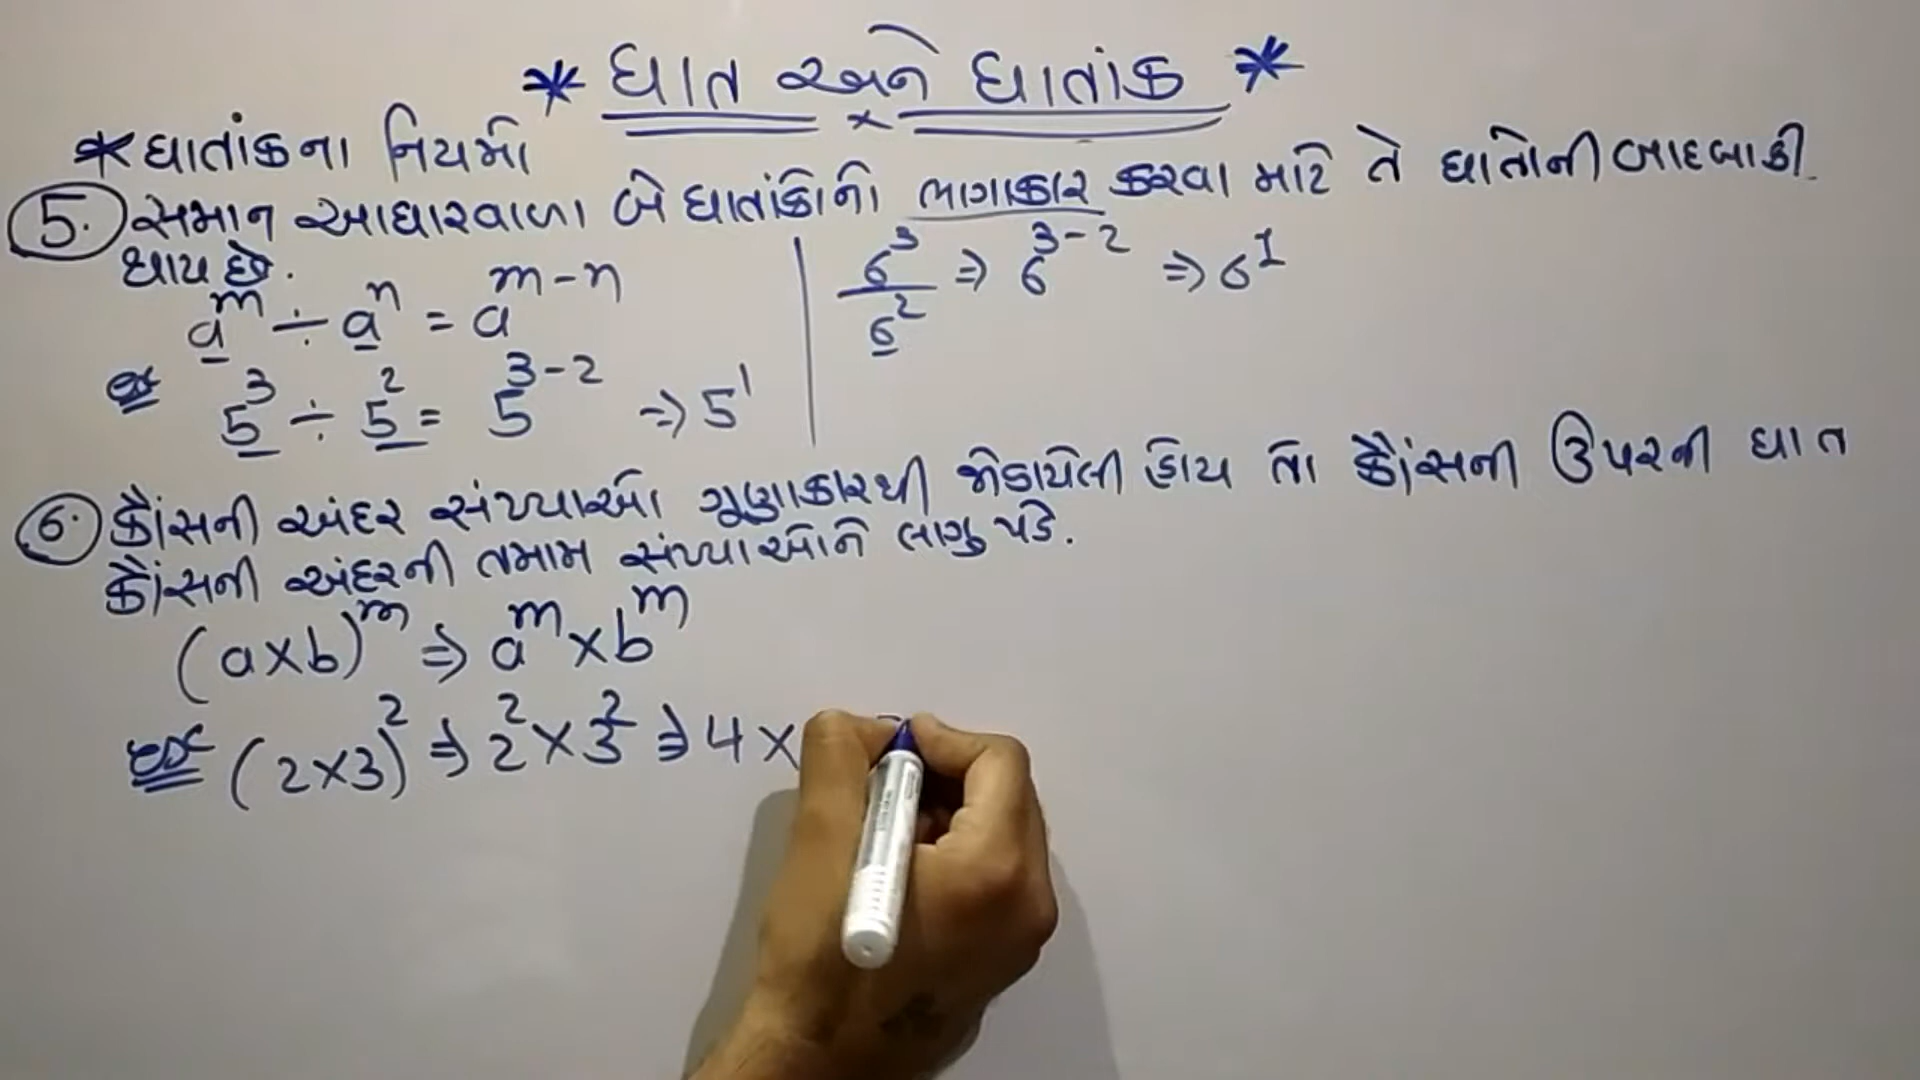 * ઘાત અને ઘાતાંક *
* ઘાતાંકના નિયમો
5. સમાન આધારવાળા બે ઘાતાંકોનો ભાગાકાર કરવા માટે તે ઘાતોની બાદબાકી
થાય છે.
a^m ÷ a^n = a^(m-n)
ex 5^3 ÷ 5^2 = 5^(3-2) ⇒ 5^1
6^3/6^2 ⇒ 6^(3-2) ⇒ 6^1
6. કૌંસની અંદર સંખ્યાઓ ગૂણાકારથી જોડાયેલી હોય તો કૌંસની ઉપરની ઘાત
કૌંસની અંદરની તમામ સંખ્યાઓને લાગુ પડે.
(a×b)^m ⇒ a^m × b^m
ex (2×3)^2 ⇒ 2^2 × 3^2 ⇒ 4 ×